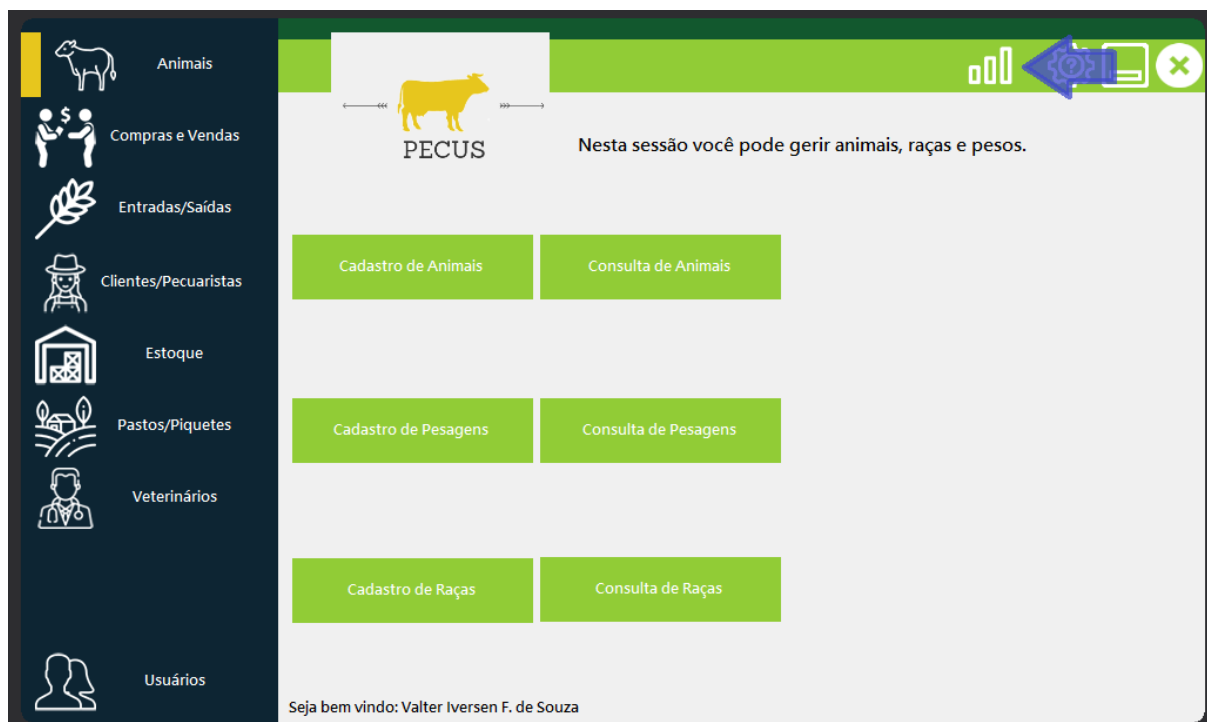 Animais
Compras e Vendas
Entradas/Saídas
Clientes/Pecuaristas
Estoque
Pastos/Piquetes
Veterinários
Usuários
PECUS
Nesta sessão você pode gerir animais, raças e pesos.
Cadastro de Animais
Consulta de Animais
Cadastro de Pesagens
Consulta de Pesagens
Cadastro de Raças
Consulta de Raças
Seja bem vindo: Valter Iversen F. de Souza